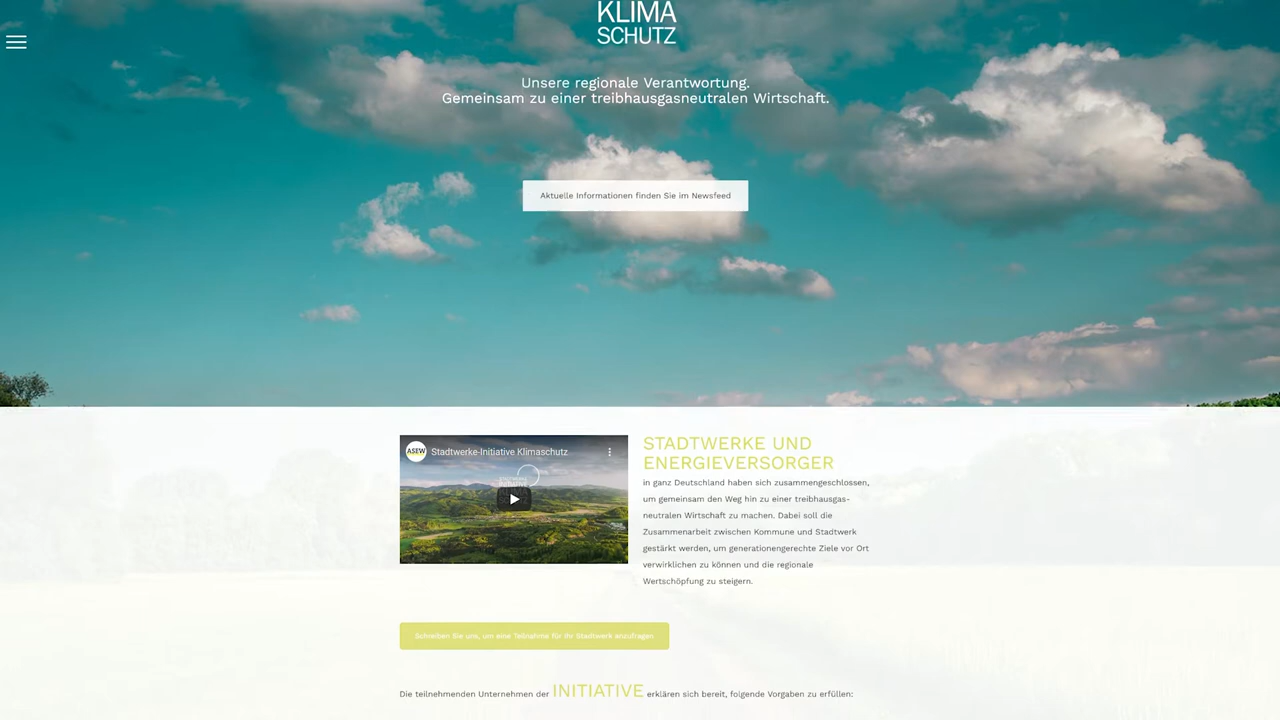 KLIMA
SCHUTZ
Unsere regionale Verantwortung.
Gemeinsam zu einer treibhausgasneutralen Wirtschaft.
Aktuelle Informationen finden Sie im Newsfeed
ASEW
Stadtwerke-Initiative Klimaschutz
STADTWERKE
INITIATIVE
STADTWERKE UND
ENERGIEVERSORGER
in ganz Deutschland haben sich zusammengeschlossen,
um gemeinsam den Weg hin zu einer treibhausgas-
neutralen Wirtschaft zu machen. Dabei soll die
Zusammenarbeit zwischen Kommune und Stadtwerk
gestärkt werden, um generationengerechte Ziele vor Ort
verwirklichen zu können und die regionale
Wertschöpfung zu steigern.
Schreiben Sie uns, um eine Teilnahme für Ihr Stadtwerk anzufragen
Die teilnehmenden Unternehmen der INITIATIVE erklären sich bereit, folgende Vorgaben zu erfüllen: